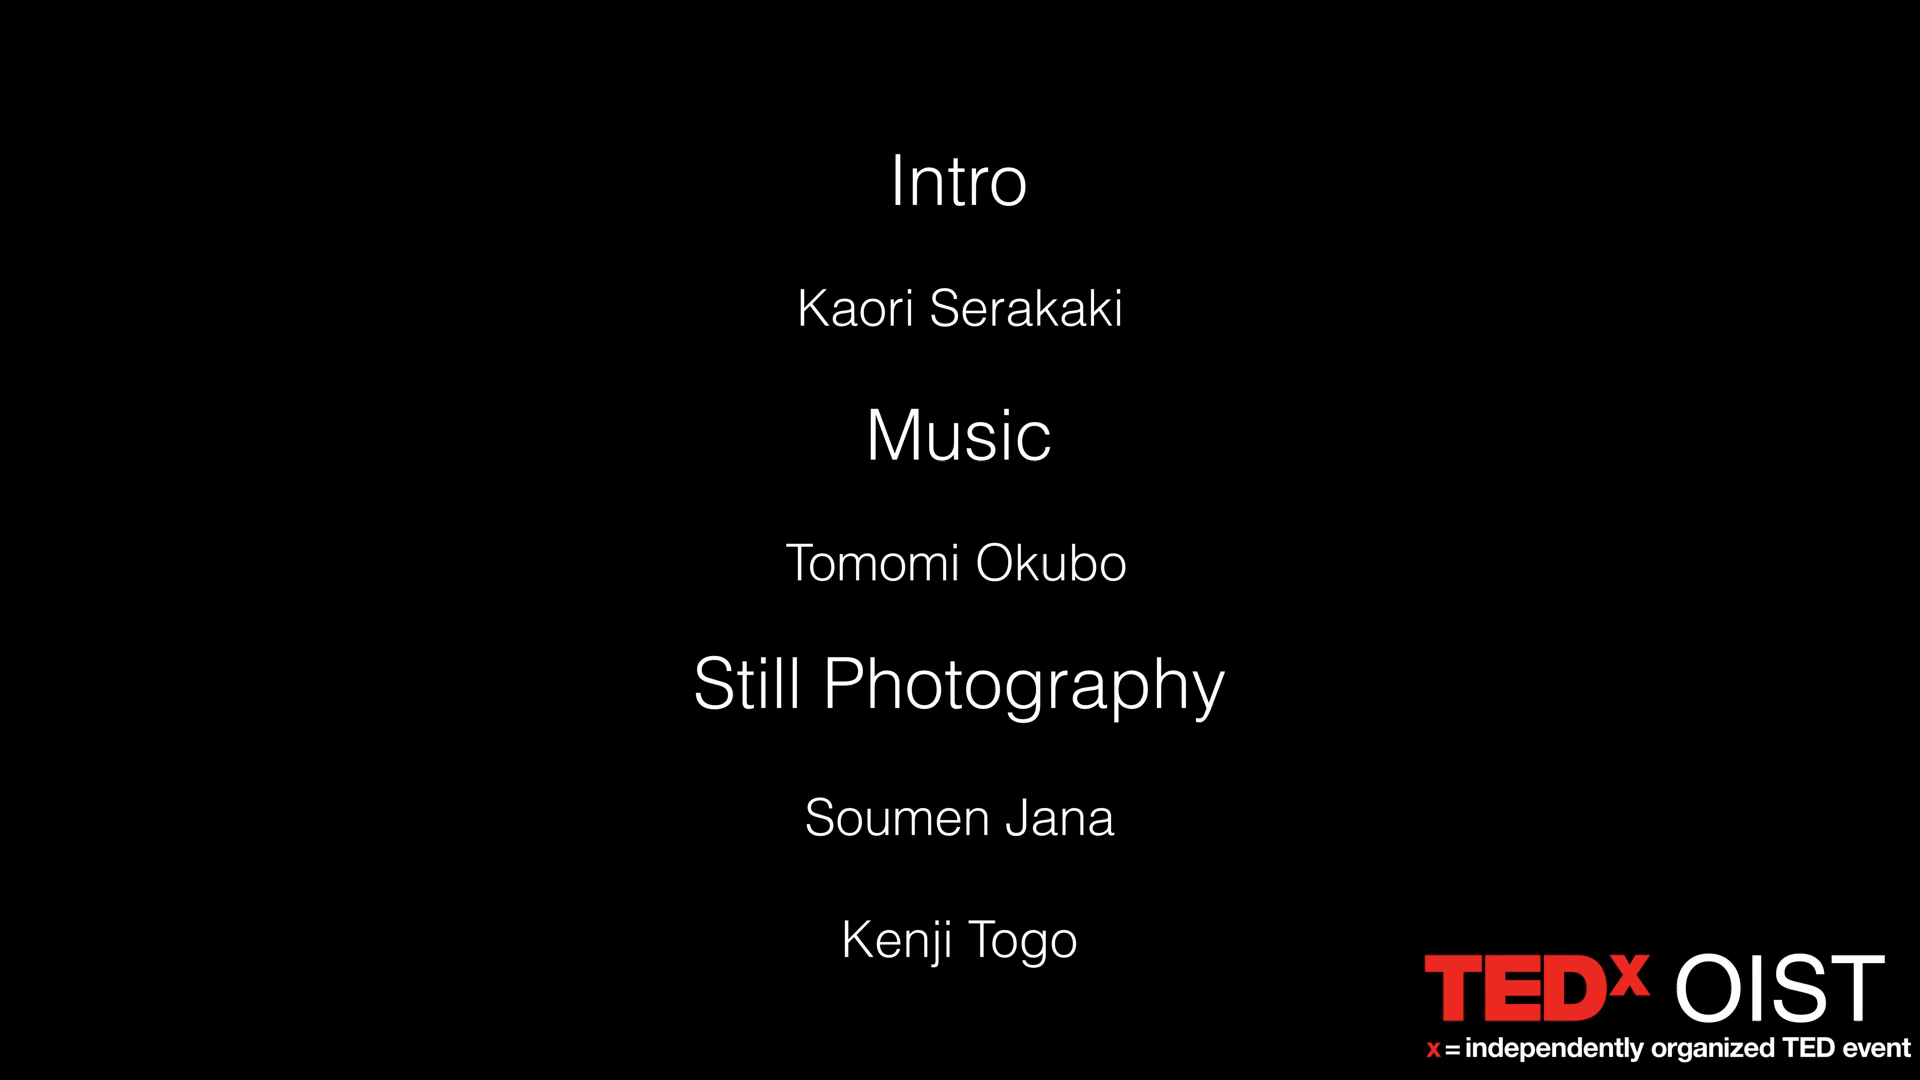 Intro
Kaori Serakaki
Music
Tomomi Okubo
Still Photography
Soumen Jana
Kenji Togo
TEDx OIST
x = independently organized TED event